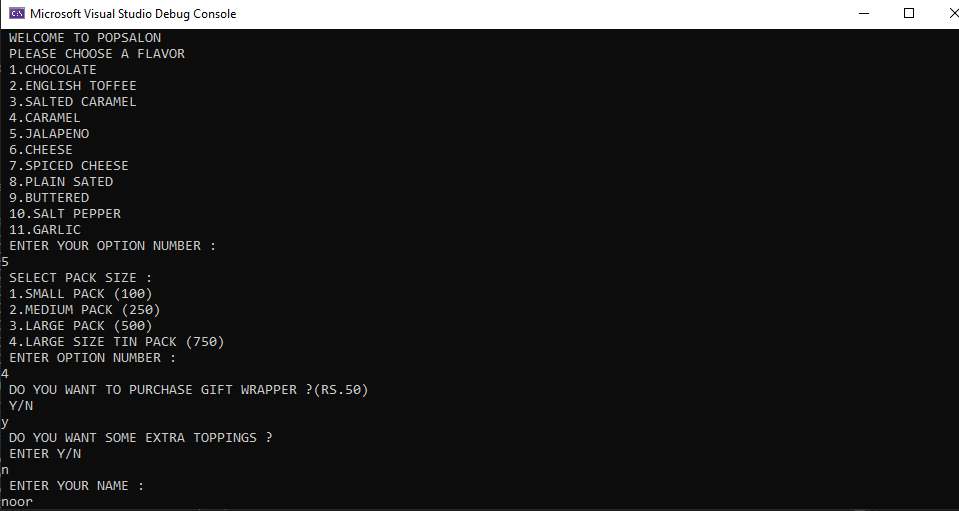 Microsoft Visual Studio Debug Console
WELCOME TO POPSALON
PLEASE CHOOSE A FLAVOR
1.CHOCOLATE
2.ENGLISH TOFFEE
3.SALTED CARAMEL
4.CARAMEL
5.JALAPENO
6.CHEESE
7.SPICED CHEESE
8.PLAIN SATED
9.BUTTERED
10.SALT PEPPER
11.GARLIC
ENTER YOUR OPTION NUMBER :
5
SELECT PACK SIZE :
1.SMALL PACK (100)
2.MEDIUM PACK (250)
3.LARGE PACK (500)
4.LARGE SIZE TIN PACK (750)
ENTER OPTION NUMBER :
4
DO YOU WANT TO PURCHASE GIFT WRAPPER ?(RS.50)
Y/N
y
DO YOU WANT SOME EXTRA TOPPINGS ?
ENTER Y/N
n
ENTER YOUR NAME :
noor